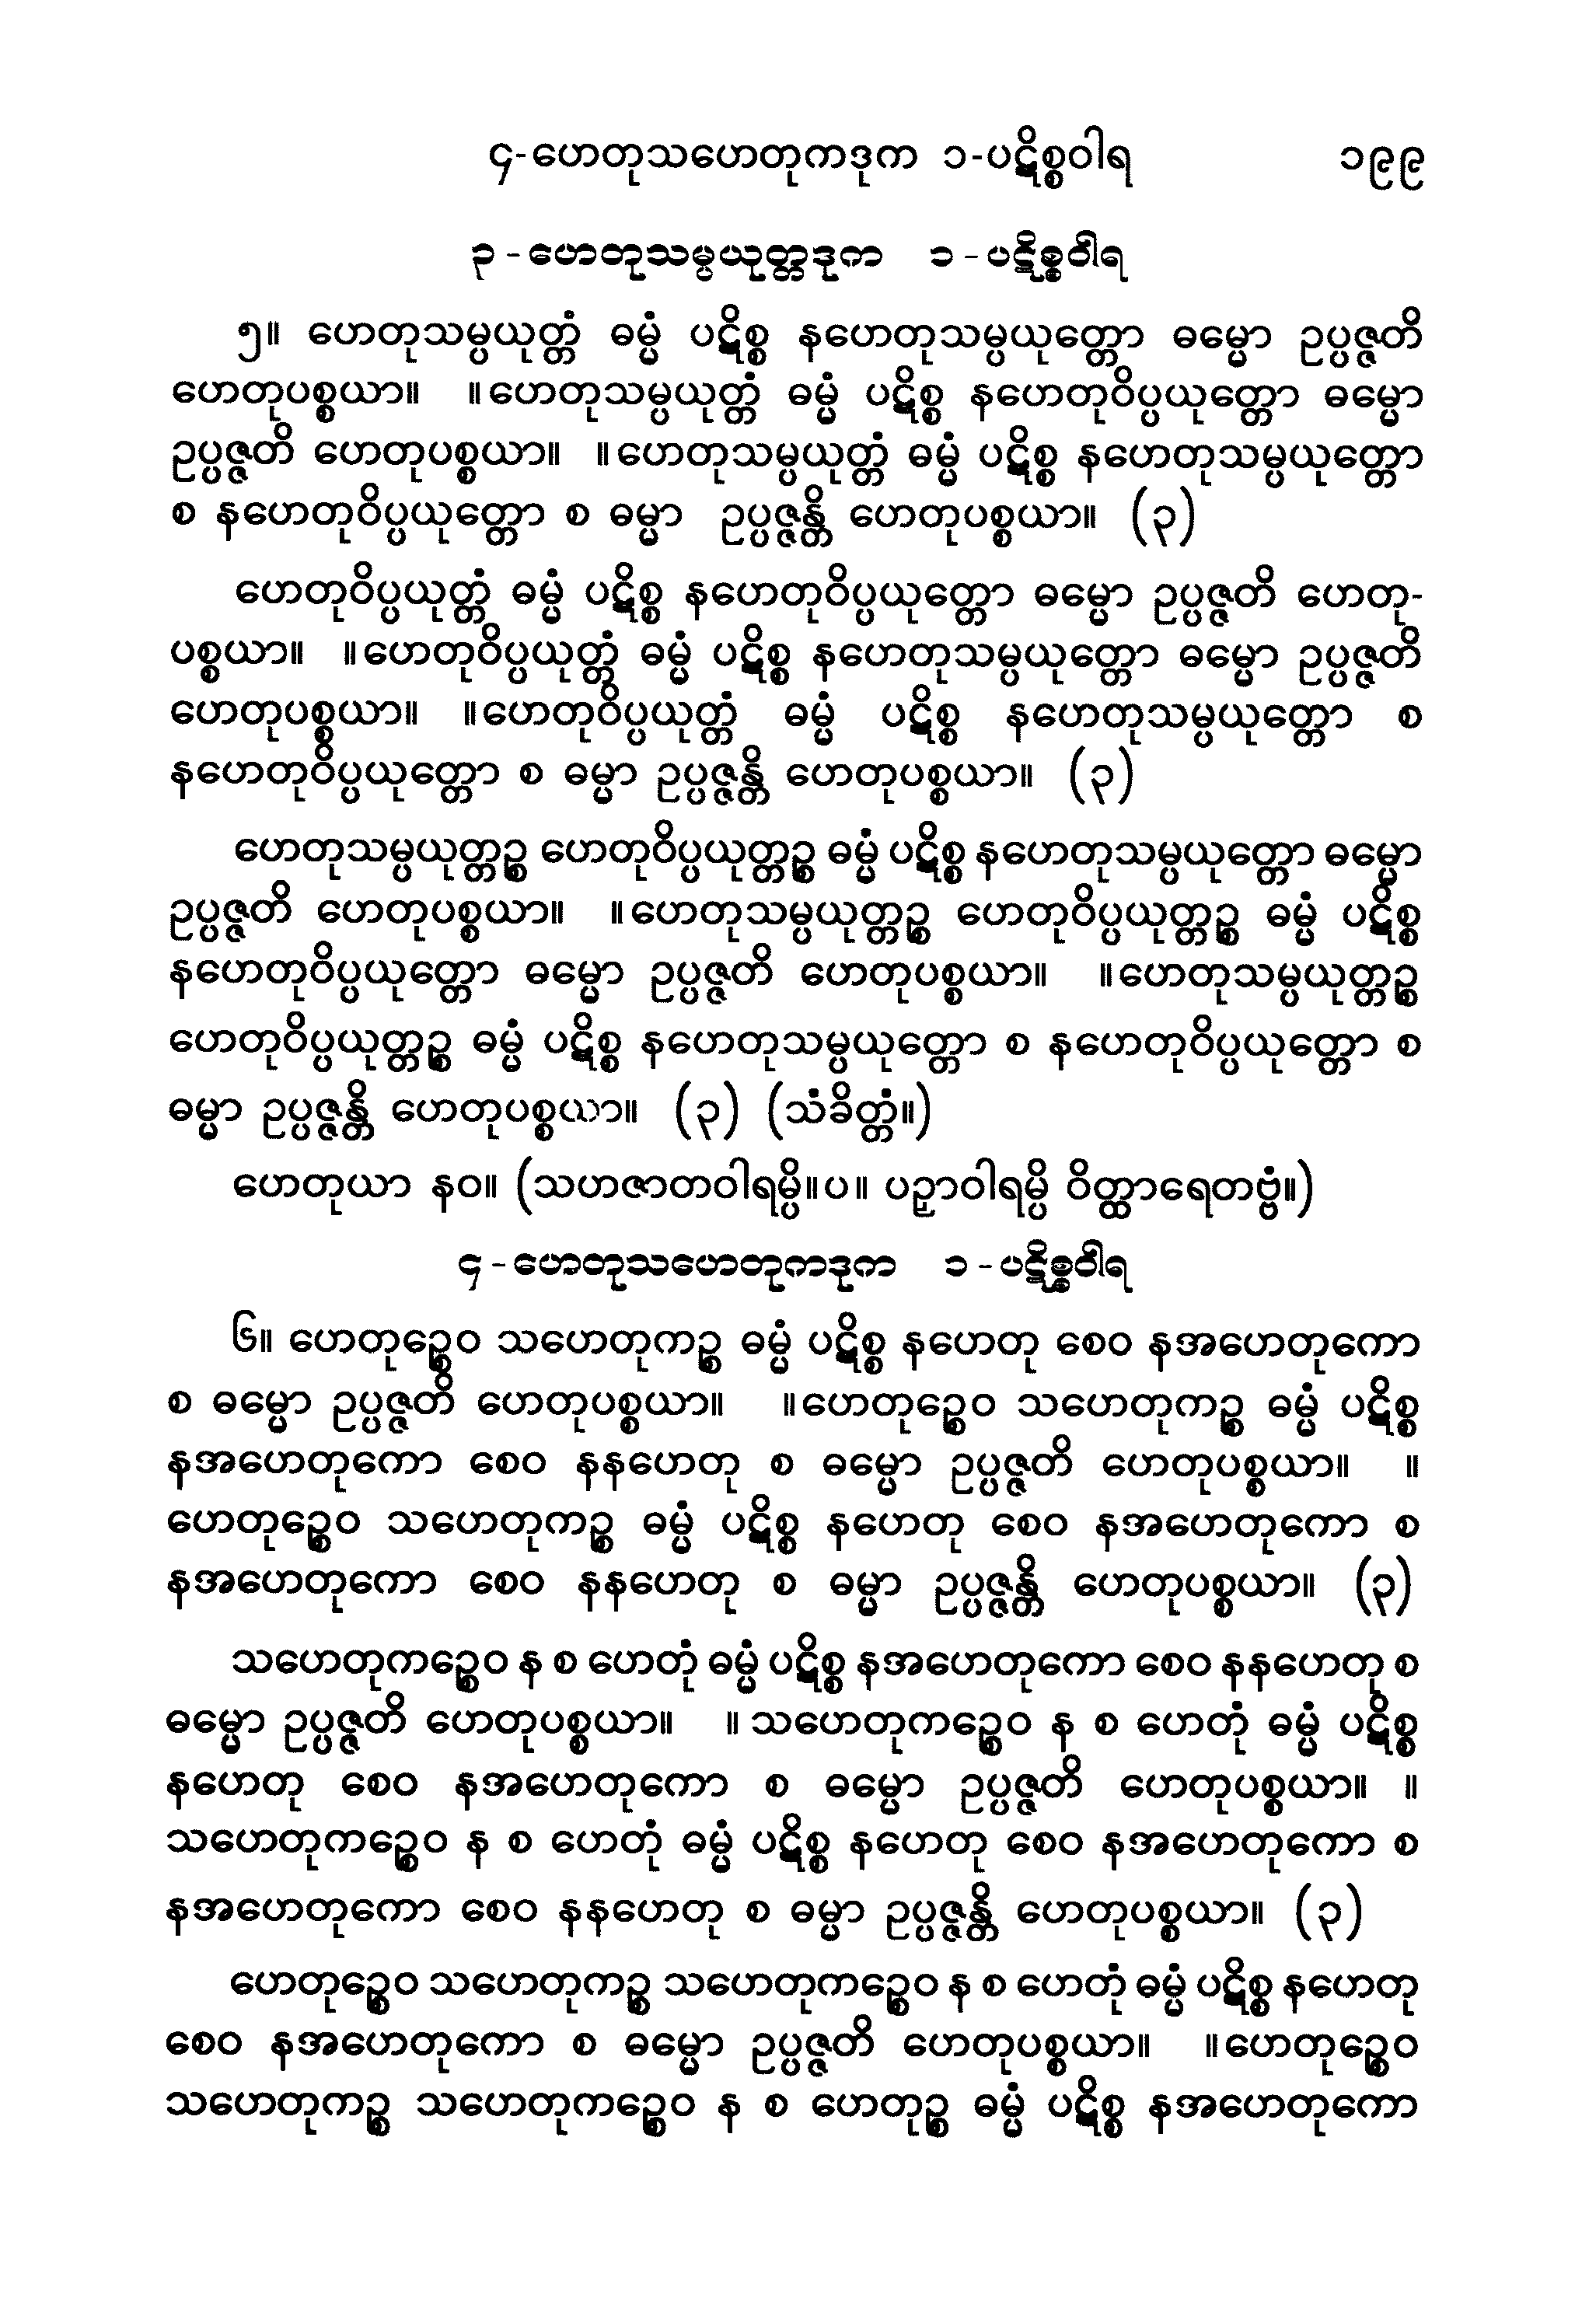 ၄-ဟေတုသဟေတုကဒုက ၁-ပဋိစ္စဝါရ ၁၉၉
၃-ဟေတုသမ္ပယုတ္တဒုက ၁-ပဋိစ္စဝါရ
၅။ ဟေတုသမ္ပယုတ္တံ ဓမ္မံ ပဋိစ္စ နဟေတုသမ္ပယုတ္တော ဓမ္မော ဥပ္ပဇ္ဇတိ
ဟေတုပစ္စယာ။ ။ဟေတုသမ္ပယုတ္တံ ဓမ္မံ ပဋိစ္စ နဟေတုဝိပ္ပယုတ္တော ဓမ္မော
ဥပ္ပဇ္ဇတိ ဟေတုပစ္စယာ။ ။ဟေတုသမ္ပယုတ္တံ ဓမ္မံ ပဋိစ္စ နဟေတုသမ္ပယုတ္တော
စ နဟေတုဝိပ္ပယုတ္တော စ ဓမ္မာ ဥပ္ပဇ္ဇန္တိ ဟေတုပစ္စယာ။ (၃)
ဟေတုဝိပ္ပယုတ္တံ ဓမ္မံ ပဋိစ္စ နဟေတုဝိပ္ပယုတ္တော ဓမ္မော ဥပ္ပဇ္ဇတိ ဟေတု-
ပစ္စယာ။ ။ဟေတုဝိပ္ပယုတ္တံ ဓမ္မံ ပဋိစ္စ နဟေတုသမ္ပယုတ္တော ဓမ္မော ဥပ္ပဇ္ဇတိ
ဟေတုပစ္စယာ။ ။ဟေတုဝိပ္ပယုတ္တံ ဓမ္မံ ပဋိစ္စ နဟေတုသမ္ပယုတ္တော စ
နဟေတုဝိပ္ပယုတ္တော စ ဓမ္မာ ဥပ္ပဇ္ဇန္တိ ဟေတုပစ္စယာ။ (၃)
ဟေတုသမ္ပယုတ္တဉ္စ ဟေတုဝိပ္ပယုတ္တဉ္စ ဓမ္မံ ပဋိစ္စ နဟေတုသမ္ပယုတ္တော ဓမ္မော
ဥပ္ပဇ္ဇတိ ဟေတုပစ္စယာ။ ။ဟေတုသမ္ပယုတ္တဉ္စ ဟေတုဝိပ္ပယုတ္တဉ္စ ဓမ္မံ ပဋိစ္စ
နဟေတုဝိပ္ပယုတ္တော ဓမ္မော ဥပ္ပဇ္ဇတိ ဟေတုပစ္စယာ။ ။ဟေတုသမ္ပယုတ္တဉ္စ
ဟေတုဝိပ္ပယုတ္တဉ္စ ဓမ္မံ ပဋိစ္စ နဟေတုသမ္ပယုတ္တော စ နဟေတုဝိပ္ပယုတ္တော စ
ဓမ္မာ ဥပ္ပဇ္ဇန္တိ ဟေတုပစ္စယာ။ (၃) (သံခိတ္တံ။)
ဟေတုယာ နဝ။ (သဟဇာတဝါရမ္ပိ။ပ။ ပဉှာဝါရမ္ပိ ဝိတ္ထာရေတဗ္ဗံ။)
၄-ဟေတုသဟေတုကဒုက ၁-ပဋိစ္စဝါရ
၆။ ဟေတုဉ္စေဝ သဟေတုကဉ္စ ဓမ္မံ ပဋိစ္စ နဟေတု စေဝ နအဟေတုကော
စ ဓမ္မော ဥပ္ပဇ္ဇတိ ဟေတုပစ္စယာ။ ။ဟေတုဉ္စေဝ သဟေတုကဉ္စ ဓမ္မံ ပဋိစ္စ
နအဟေတုကော စေဝ နနဟေတု စ ဓမ္မော ဥပ္ပဇ္ဇတိ ဟေတုပစ္စယာ။ ။
ဟေတုဉ္စေဝ သဟေတုကဉ္စ ဓမ္မံ ပဋိစ္စ နဟေတု စေဝ နအဟေတုကော စ
နအဟေတုကော စေဝ နနဟေတု စ ဓမ္မာ ဥပ္ပဇ္ဇန္တိ ဟေတုပစ္စယာ။ (၃)
သဟေတုကဉ္စေဝ န စ ဟေတုံ ဓမ္မံ ပဋိစ္စ နအဟေတုကော စေဝ နနဟေတု စ
ဓမ္မော ဥပ္ပဇ္ဇတိ ဟေတုပစ္စယာ။ ။ သဟေတုကဉ္စေဝ န စ ဟေတုံ ဓမ္မံ ပဋိစ္စ
နဟေတု စေဝ နအဟေတုကော စ ဓမ္မော ဥပ္ပဇ္ဇတိ ဟေတုပစ္စယာ။ ။
သဟေတုကဉ္စေဝ န စ ဟေတုံ ဓမ္မံ ပဋိစ္စ နဟေတု စေဝ နအဟေတုကော စ
နအဟေတုကော စေဝ နနဟေတု စ ဓမ္မာ ဥပ္ပဇ္ဇန္တိ ဟေတုပစ္စယာ။ (၃)
ဟေတုဉ္စေဝ သဟေတုကဉ္စ သဟေတုကဉ္စေဝ န စ ဟေတုံ ဓမ္မံ ပဋိစ္စ နဟေတု
စေဝ နအဟေတုကော စ ဓမ္မော ဥပ္ပဇ္ဇတိ ဟေတုပစ္စယာ။ ။ဟေတုဉ္စေဝ
သဟေတုကဉ္စ သဟေတုကဉ္စေဝ န စ ဟေတုဉ္စ ဓမ္မံ ပဋိစ္စ နအဟေတုကော